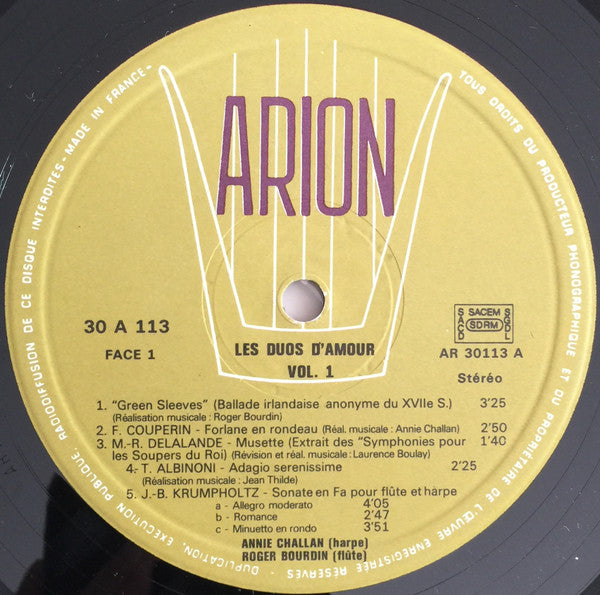 ARION
30 A 113
FACE 1
LES DUOS D'AMOUR
VOL. 1
SACEM
SDRM
SACD
SGDL
AR 30113 A
Stéréo
1. "Green Sleeves" (Ballade irlandaise anonyme du XVIIe S.) 3'25
(Réalisation musicale : Roger Bourdin)
2. F. COUPERIN - Forlane en rondeau (Réal. musicale : Annie Challan) 2'50
3. M.-R. DELALANDE - Musette (Extrait des "Symphonies pour 1'40
les Soupers du Roi) (Révision et réal. musicale : Laurence Boulay)
4.- T. ALBINONI - Adagio serenissime 2'25
(Réalisation musicale : Jean Thilde)
5. J.-B. KRUMPHOLTZ - Sonate en Fa pour flûte et harpe
a - Allegro moderato 4'05
b - Romance 2'47
c - Minuetto en rondo 3'51
ANNIE CHALLAN (harpe)
ROGER BOURDIN (flûte)
TOUS DROITS DU PRODUCTEUR PHONOGRAPHIQUE ET DU PROPRIÉTAIRE DE L'ŒUVRE ENREGISTRÉE RÉSERVÉS - DUPLICATION, EXÉCUTION PUBLIQUE, RADIODIFFUSION DE CE DISQUE INTERDITES - MADE IN FRANCE -